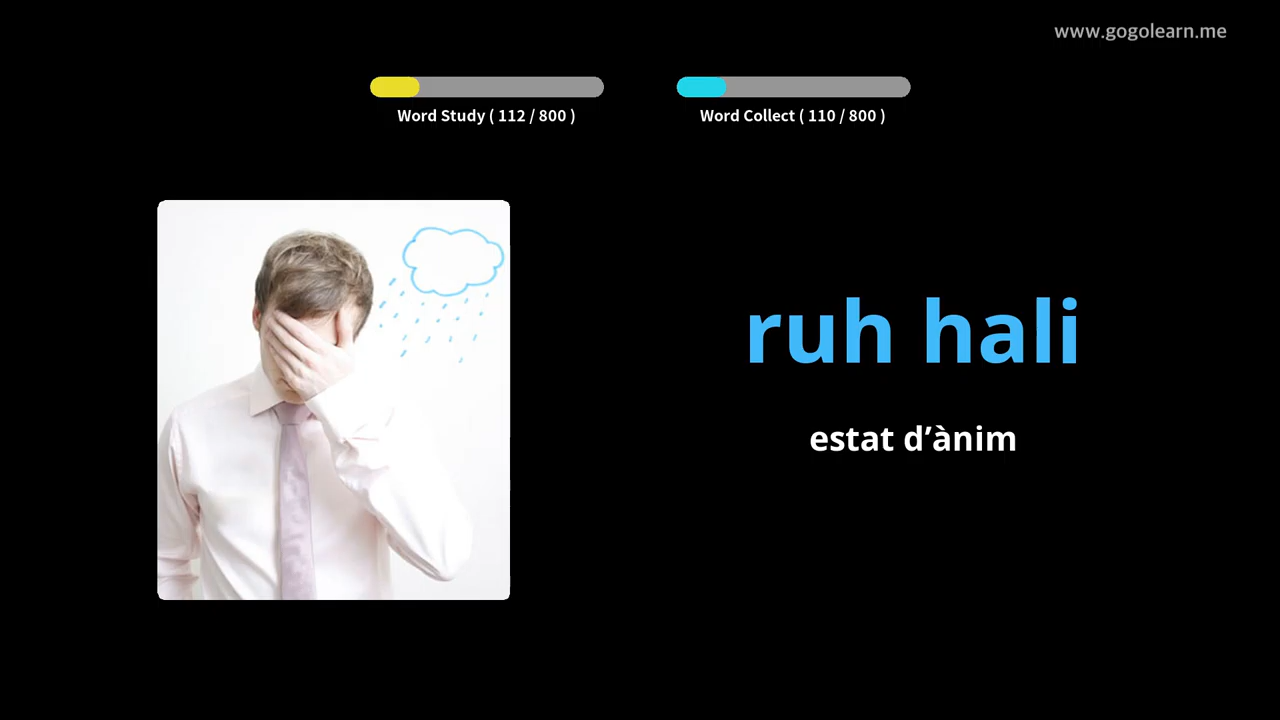 www.gogolearn.me
Word Study ( 112 / 800 )
Word Collect ( 110 / 800 )
ruh hali
estat d’ànim